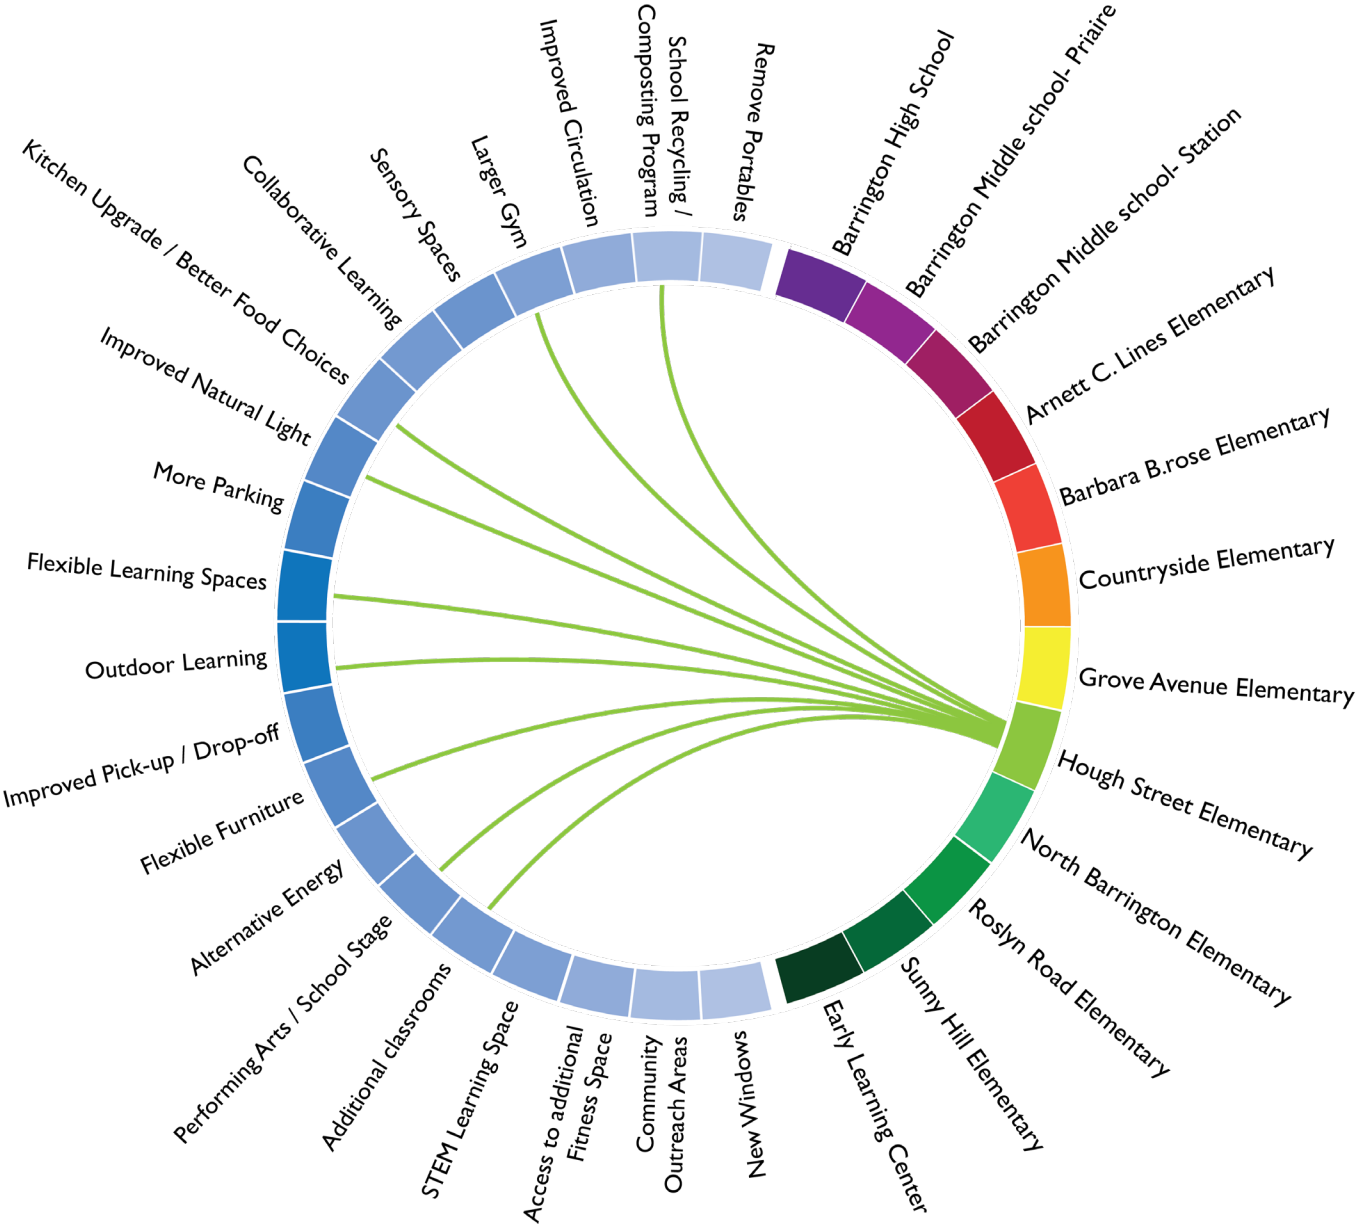 Remove Portables
School Recycling /
Composting Program
Improved Circulation
Larger Gym
Sensory Spaces
Collaborative Learning
Kitchen Upgrade / Better Food Choices
Improved Natural Light
More Parking
Flexible Learning Spaces
Outdoor Learning
Improved Pick-up / Drop-off
Flexible Furniture
Alternative Energy
Performing Arts / School Stage
Additional classrooms
STEM Learning Space
Access to additional
Fitness Space
Community
Outreach Areas
New Windows
Barrington High School
Barrington Middle school- Priaire
Barrington Middle school- Station
Arnett C. Lines Elementary
Barbara B.rose Elementary
Countryside Elementary
Grove Avenue Elementary
Hough Street Elementary
North Barrington Elementary
Roslyn Road Elementary
Sunny Hill Elementary
Early Learning Center